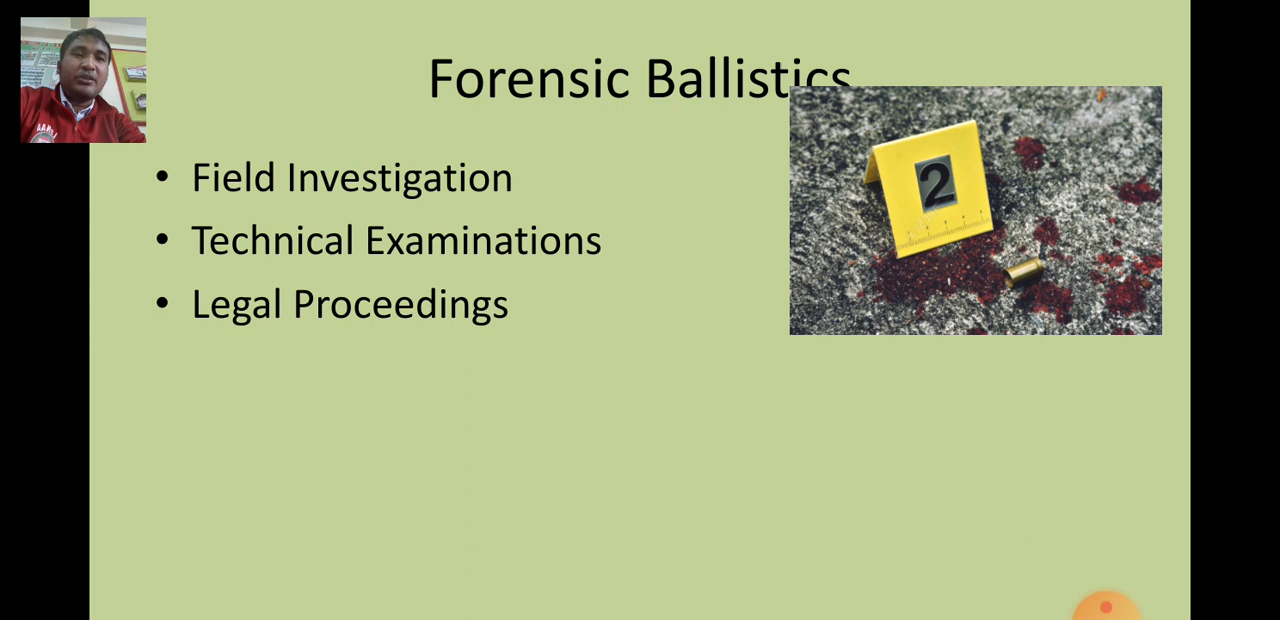 Forensic Ballistics
• Field Investigation
• Technical Examinations
• Legal Proceedings
2